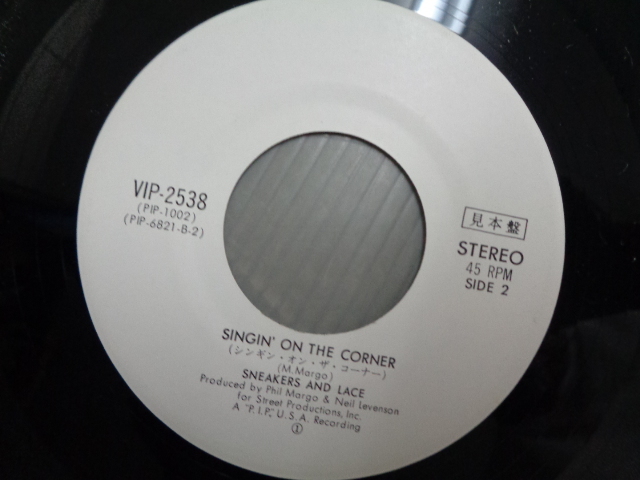 VIP-2538
(PIP-1002)
(PIP-6821-B-2)
見本盤
STEREO
45 RPM
SIDE 2
SINGIN' ON THE CORNER
(シンギン・オン・ザ・コーナー)
(M.Margo)
SNEAKERS AND LACE
Produced by Phil Margo & Neil Levenson
for Street Productions, Inc.
A "P.I.P." U.S.A. Recording
①